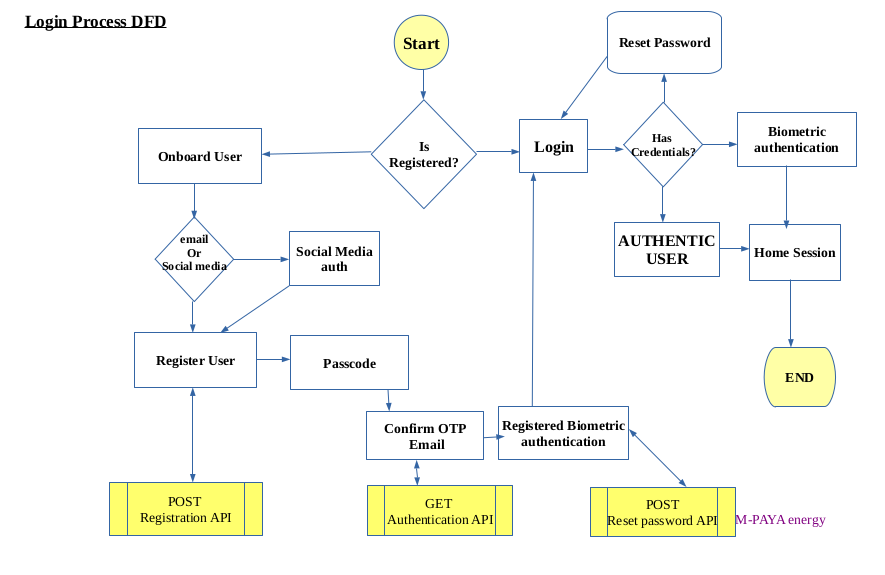 Login Process DFD
Start
Reset Password
Is
Registered?
Onboard User
Login
Has
Credentials?
Biometric
authentication
email
Or
Social media
Social Media
auth
AUTHENTIC
USER
Home Session
Register User
Passcode
END
Confirm OTP
Email
Registered Biometric
authentication
POST
Registration API
GET
Authentication API
POST
Reset password API
M-PAYA energy